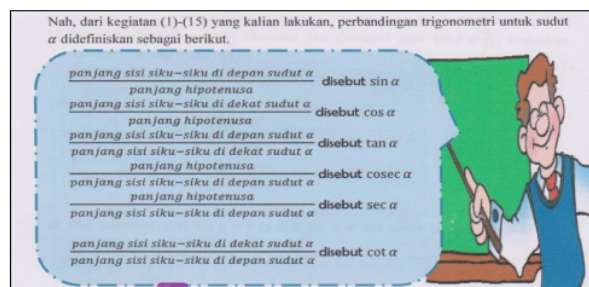 Nah, dari kegiatan (1)-(15) yang kalian lakukan, perbandingan trigonometri untuk sudut
α didefiniskan sebagai berikut.
panjang sisi siku−siku di depan sudut α
panjang hipotenusa
disebut sin α
panjang sisi siku−siku di dekat sudut α
panjang hipotenusa
disebut cos α
panjang sisi siku−siku di depan sudut α
panjang sisi siku−siku di dekat sudut α
disebut tan α
panjang hipotenusa
panjang sisi siku−siku di depan sudut α
disebut cosec α
panjang hipotenusa
panjang sisi siku−siku di depan sudut α
disebut sec α
panjang sisi siku−siku di dekat sudut α
panjang sisi siku−siku di depan sudut α
disebut cot α